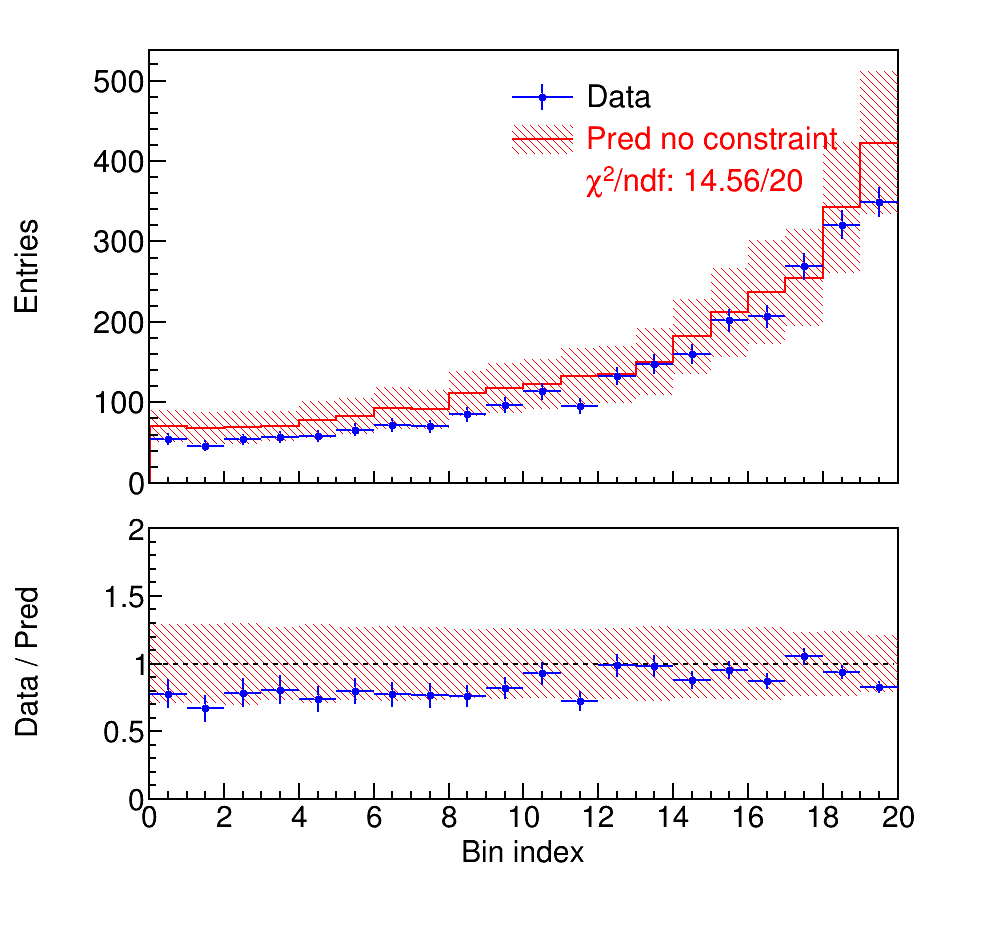 500
400
300
200
100
0
Entries
Data
Pred no constraint
χ²/ndf: 14.56/20
2
1.5
1
0.5
0
Data / Pred
0 2 4 6 8 10 12 14 16 18 20
Bin index